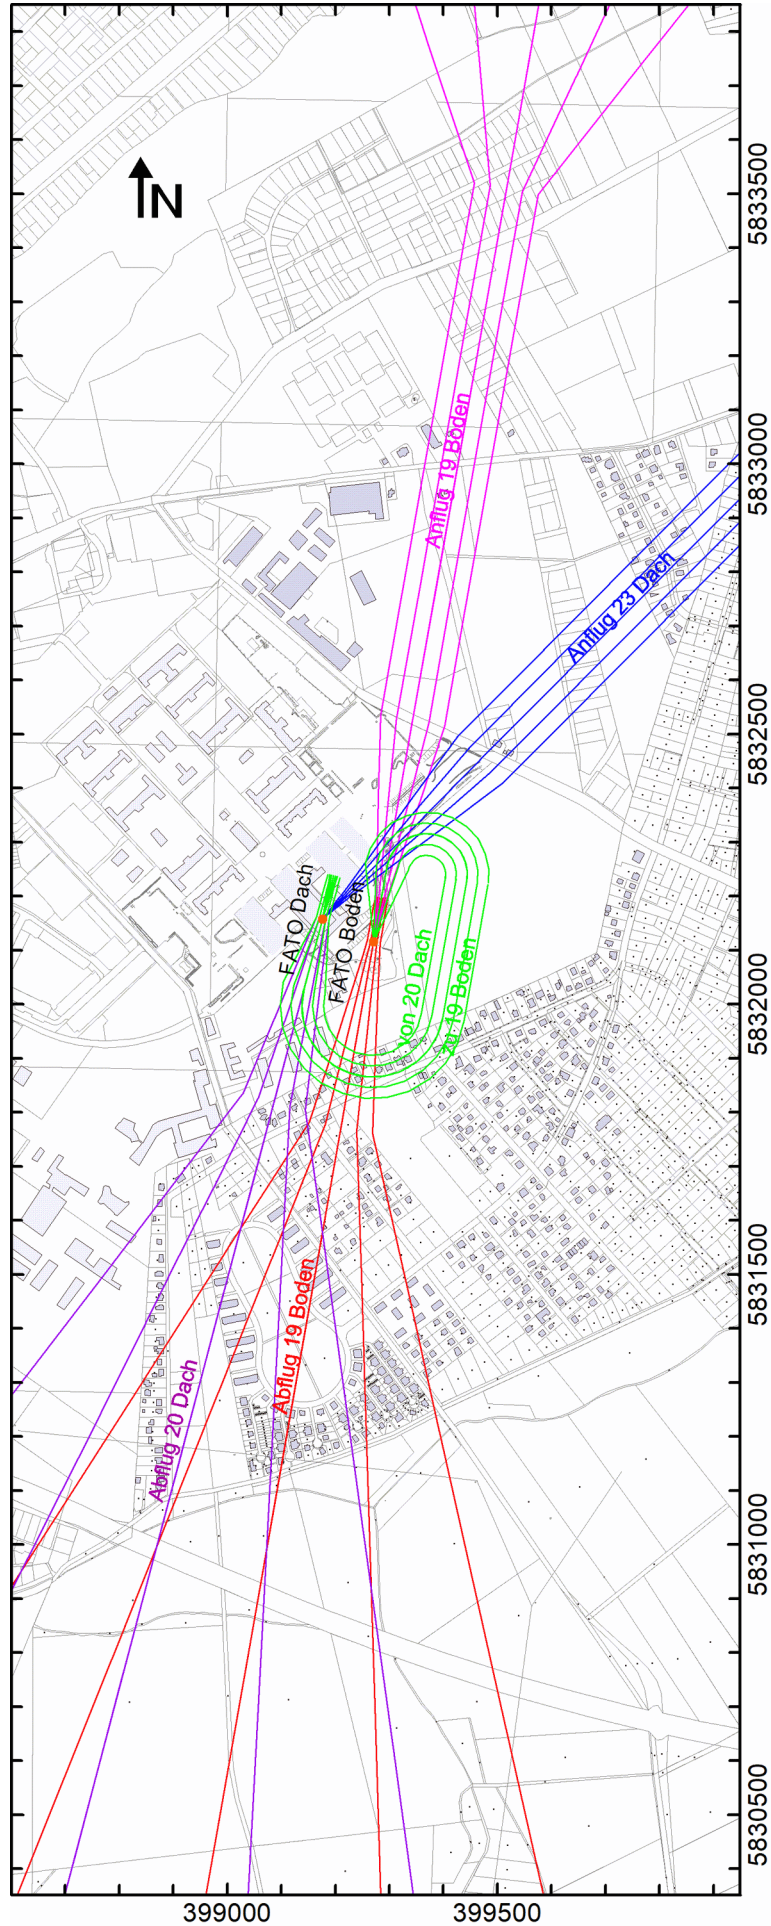 N
5833500
Anflug 19 Boden
5833000
Anflug 23 Dach
5832500
FATO Dach
FATO Boden
von 20 Dach
zu 19 Boden
5832000
5831500
Abflug 19 Boden
Abflug 20 Dach
5831000
5830500
399000
399500